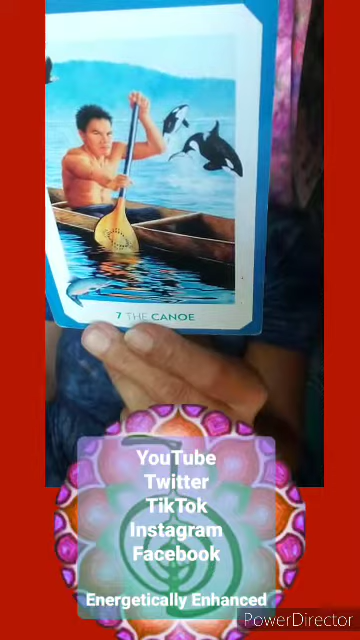 7 THE CANOE
YouTube
Twitter
TikTok
Instagram
Facebook
Energetically Enhanced
PowerDirector